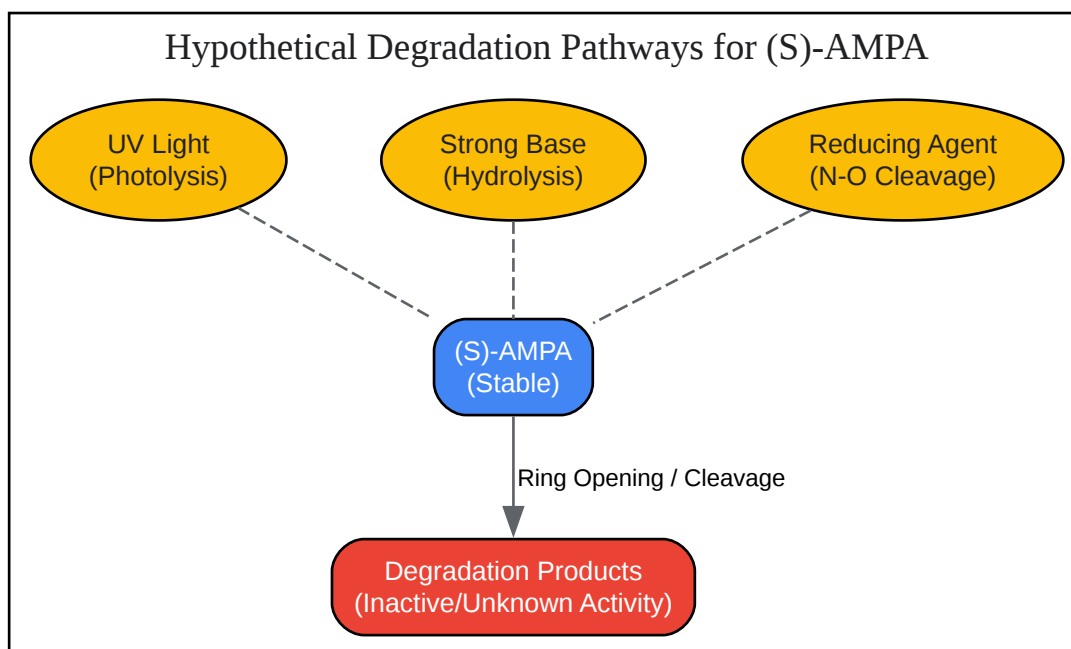 Hypothetical Degradation Pathways for (S)-AMPA
UV Light
(Photolysis)
Strong Base
(Hydrolysis)
Reducing Agent
(N-O Cleavage)
(S)-AMPA
(Stable)
Ring Opening / Cleavage
Degradation Products
(Inactive/Unknown Activity)